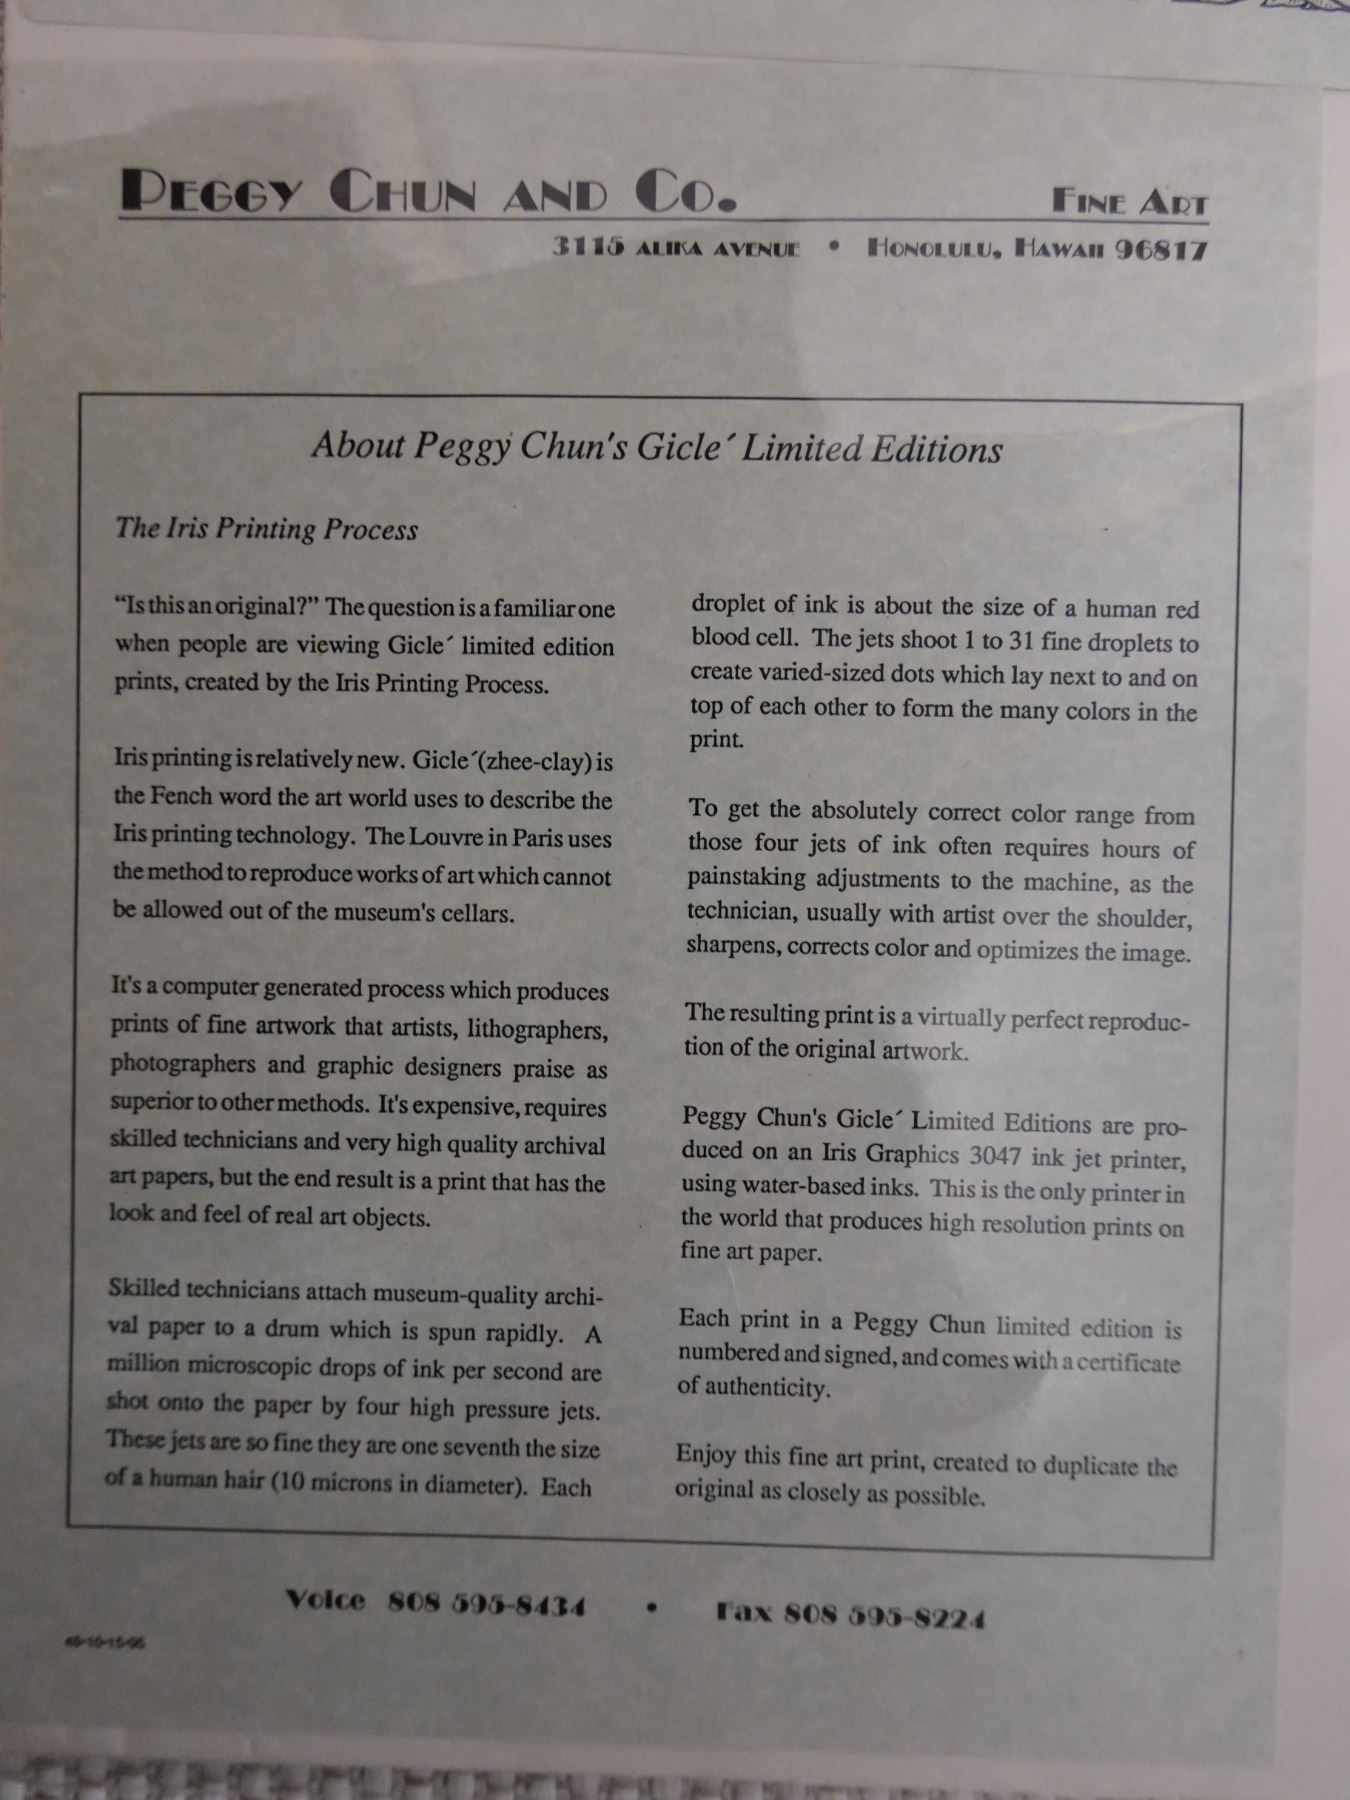 PEGGY CHUN AND CO.
FINE ART
3115 ALIKA AVENUE • HONOLULU, HAWAII 96817
About Peggy Chun's Gicle´ Limited Editions
The Iris Printing Process
“Is this an original?” The question is a familiar one
when people are viewing Gicle´ limited edition
prints, created by the Iris Printing Process.
Iris printing is relatively new. Gicle´(zhee-clay) is
the Fench word the art world uses to describe the
Iris printing technology. The Louvre in Paris uses
the method to reproduce works of art which cannot
be allowed out of the museum's cellars.
It's a computer generated process which produces
prints of fine artwork that artists, lithographers,
photographers and graphic designers praise as
superior to other methods. It's expensive, requires
skilled technicians and very high quality archival
art papers, but the end result is a print that has the
look and feel of real art objects.
Skilled technicians attach museum-quality archi-
val paper to a drum which is spun rapidly. A
million microscopic drops of ink per second are
shot onto the paper by four high pressure jets.
These jets are so fine they are one seventh the size
of a human hair (10 microns in diameter). Each
droplet of ink is about the size of a human red
blood cell. The jets shoot 1 to 31 fine droplets to
create varied-sized dots which lay next to and on
top of each other to form the many colors in the
print.
To get the absolutely correct color range from
those four jets of ink often requires hours of
painstaking adjustments to the machine, as the
technician, usually with artist over the shoulder,
sharpens, corrects color and optimizes the image.
The resulting print is a virtually perfect reproduc-
tion of the original artwork.
Peggy Chun's Gicle´ Limited Editions are pro-
duced on an Iris Graphics 3047 ink jet printer,
using water-based inks. This is the only printer in
the world that produces high resolution prints on
fine art paper.
Each print in a Peggy Chun limited edition is
numbered and signed, and comes with a certificate
of authenticity.
Enjoy this fine art print, created to duplicate the
original as closely as possible.
Voice 808 595-8434 • Fax 808 595-8224